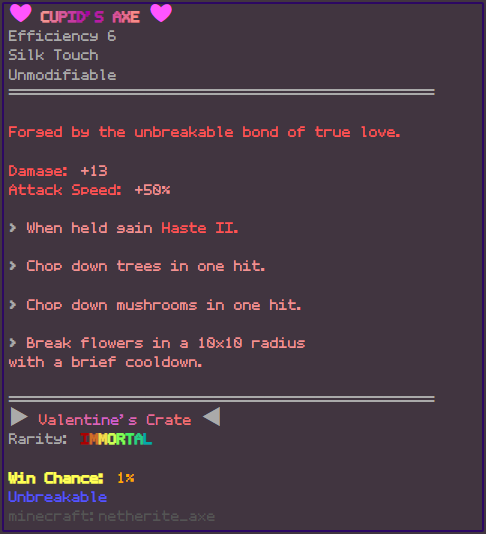 CUPID'S AXE
Efficiency 6
Silk Touch
Unmodifiable
Forged by the unbreakable bond of true love.
Damage: +13
Attack Speed: +50%
> When held gain Haste II.
> Chop down trees in one hit.
> Chop down mushrooms in one hit.
> Break flowers in a 10x10 radius
with a brief cooldown.
Valentine's Crate
Rarity: IMMORTAL
Win Chance: 1%
Unbreakable
minecraft:netherite_axe